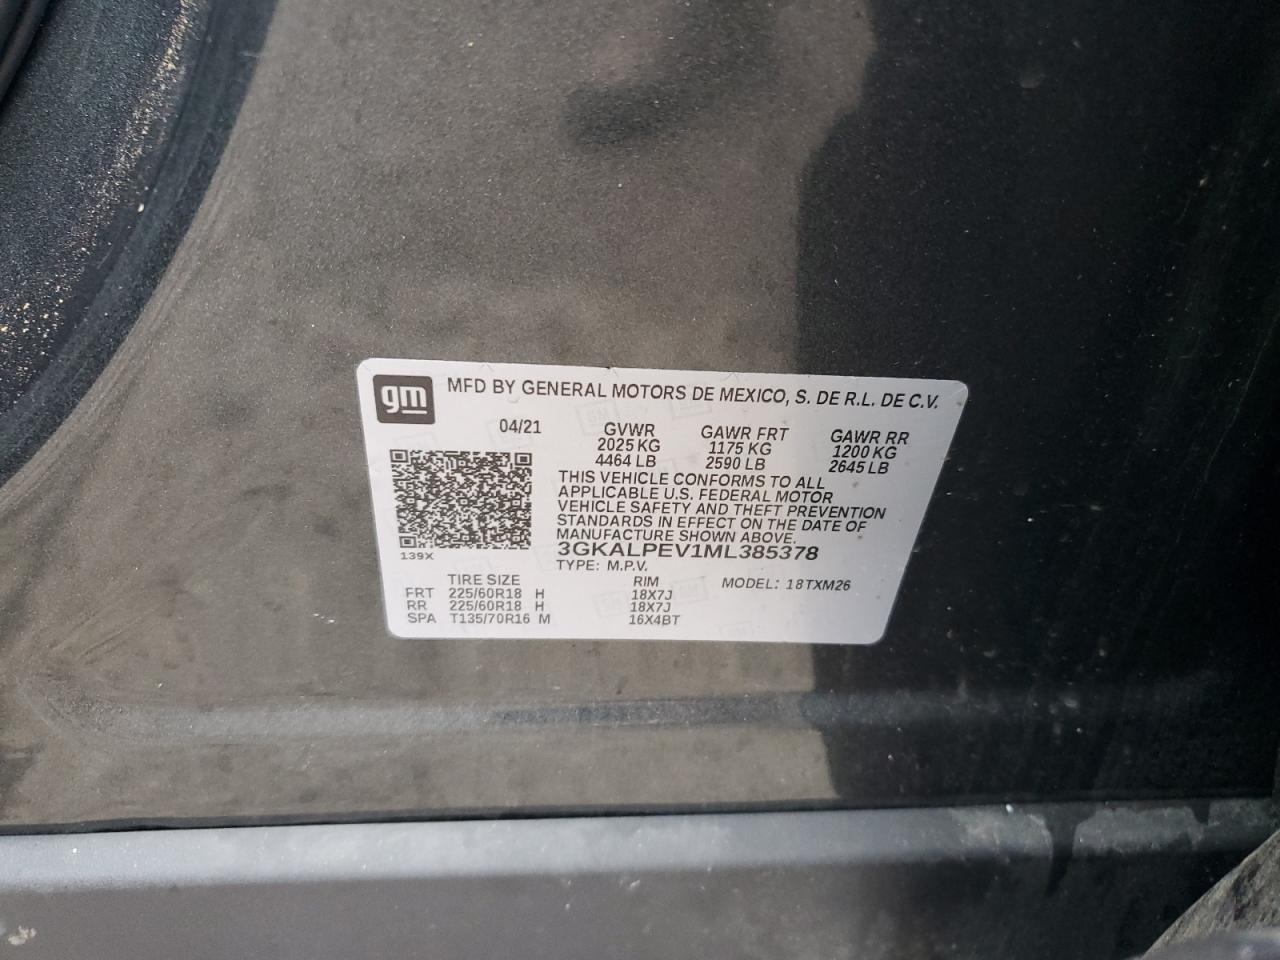 gm
MFD BY GENERAL MOTORS DE MEXICO, S. DE R.L. DE C.V.
04/21 GVWR GAWR FRT GAWR RR
2025 KG 1175 KG 1200 KG
4464 LB 2590 LB 2645 LB
THIS VEHICLE CONFORMS TO ALL
APPLICABLE U.S. FEDERAL MOTOR
VEHICLE SAFETY AND THEFT PREVENTION
STANDARDS IN EFFECT ON THE DATE OF
MANUFACTURE SHOWN ABOVE.
3GKALPEV1ML385378
139X
TYPE: M.P.V.
TIRE SIZE RIM MODEL: 18TXM26
FRT 225/60R18 H 18X7J
RR 225/60R18 H 18X7J
SPA T135/70R16 M 16X4BT